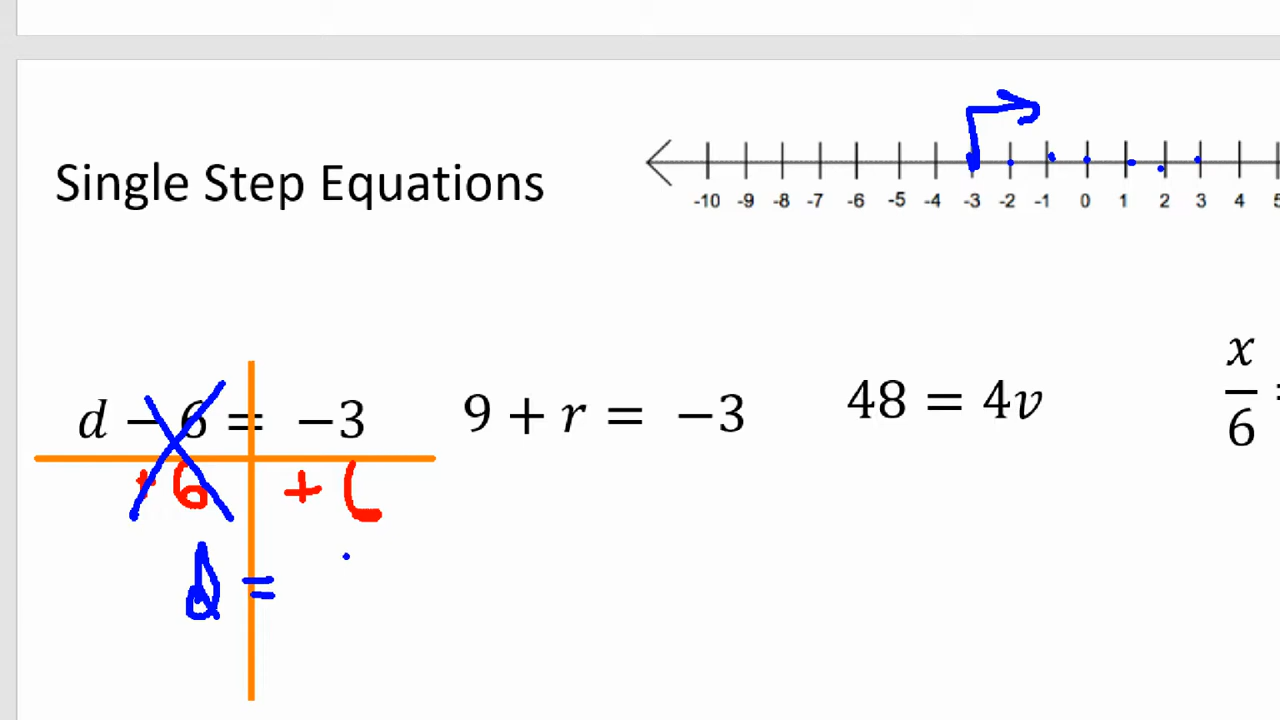 Single Step Equations
-10 -9 -8 -7 -6 -5 -4 -3 -2 -1 0 1 2 3 4 5
d − 6 = −3
9 + r = −3
48 = 4v
x/6 =
+6 +
d =